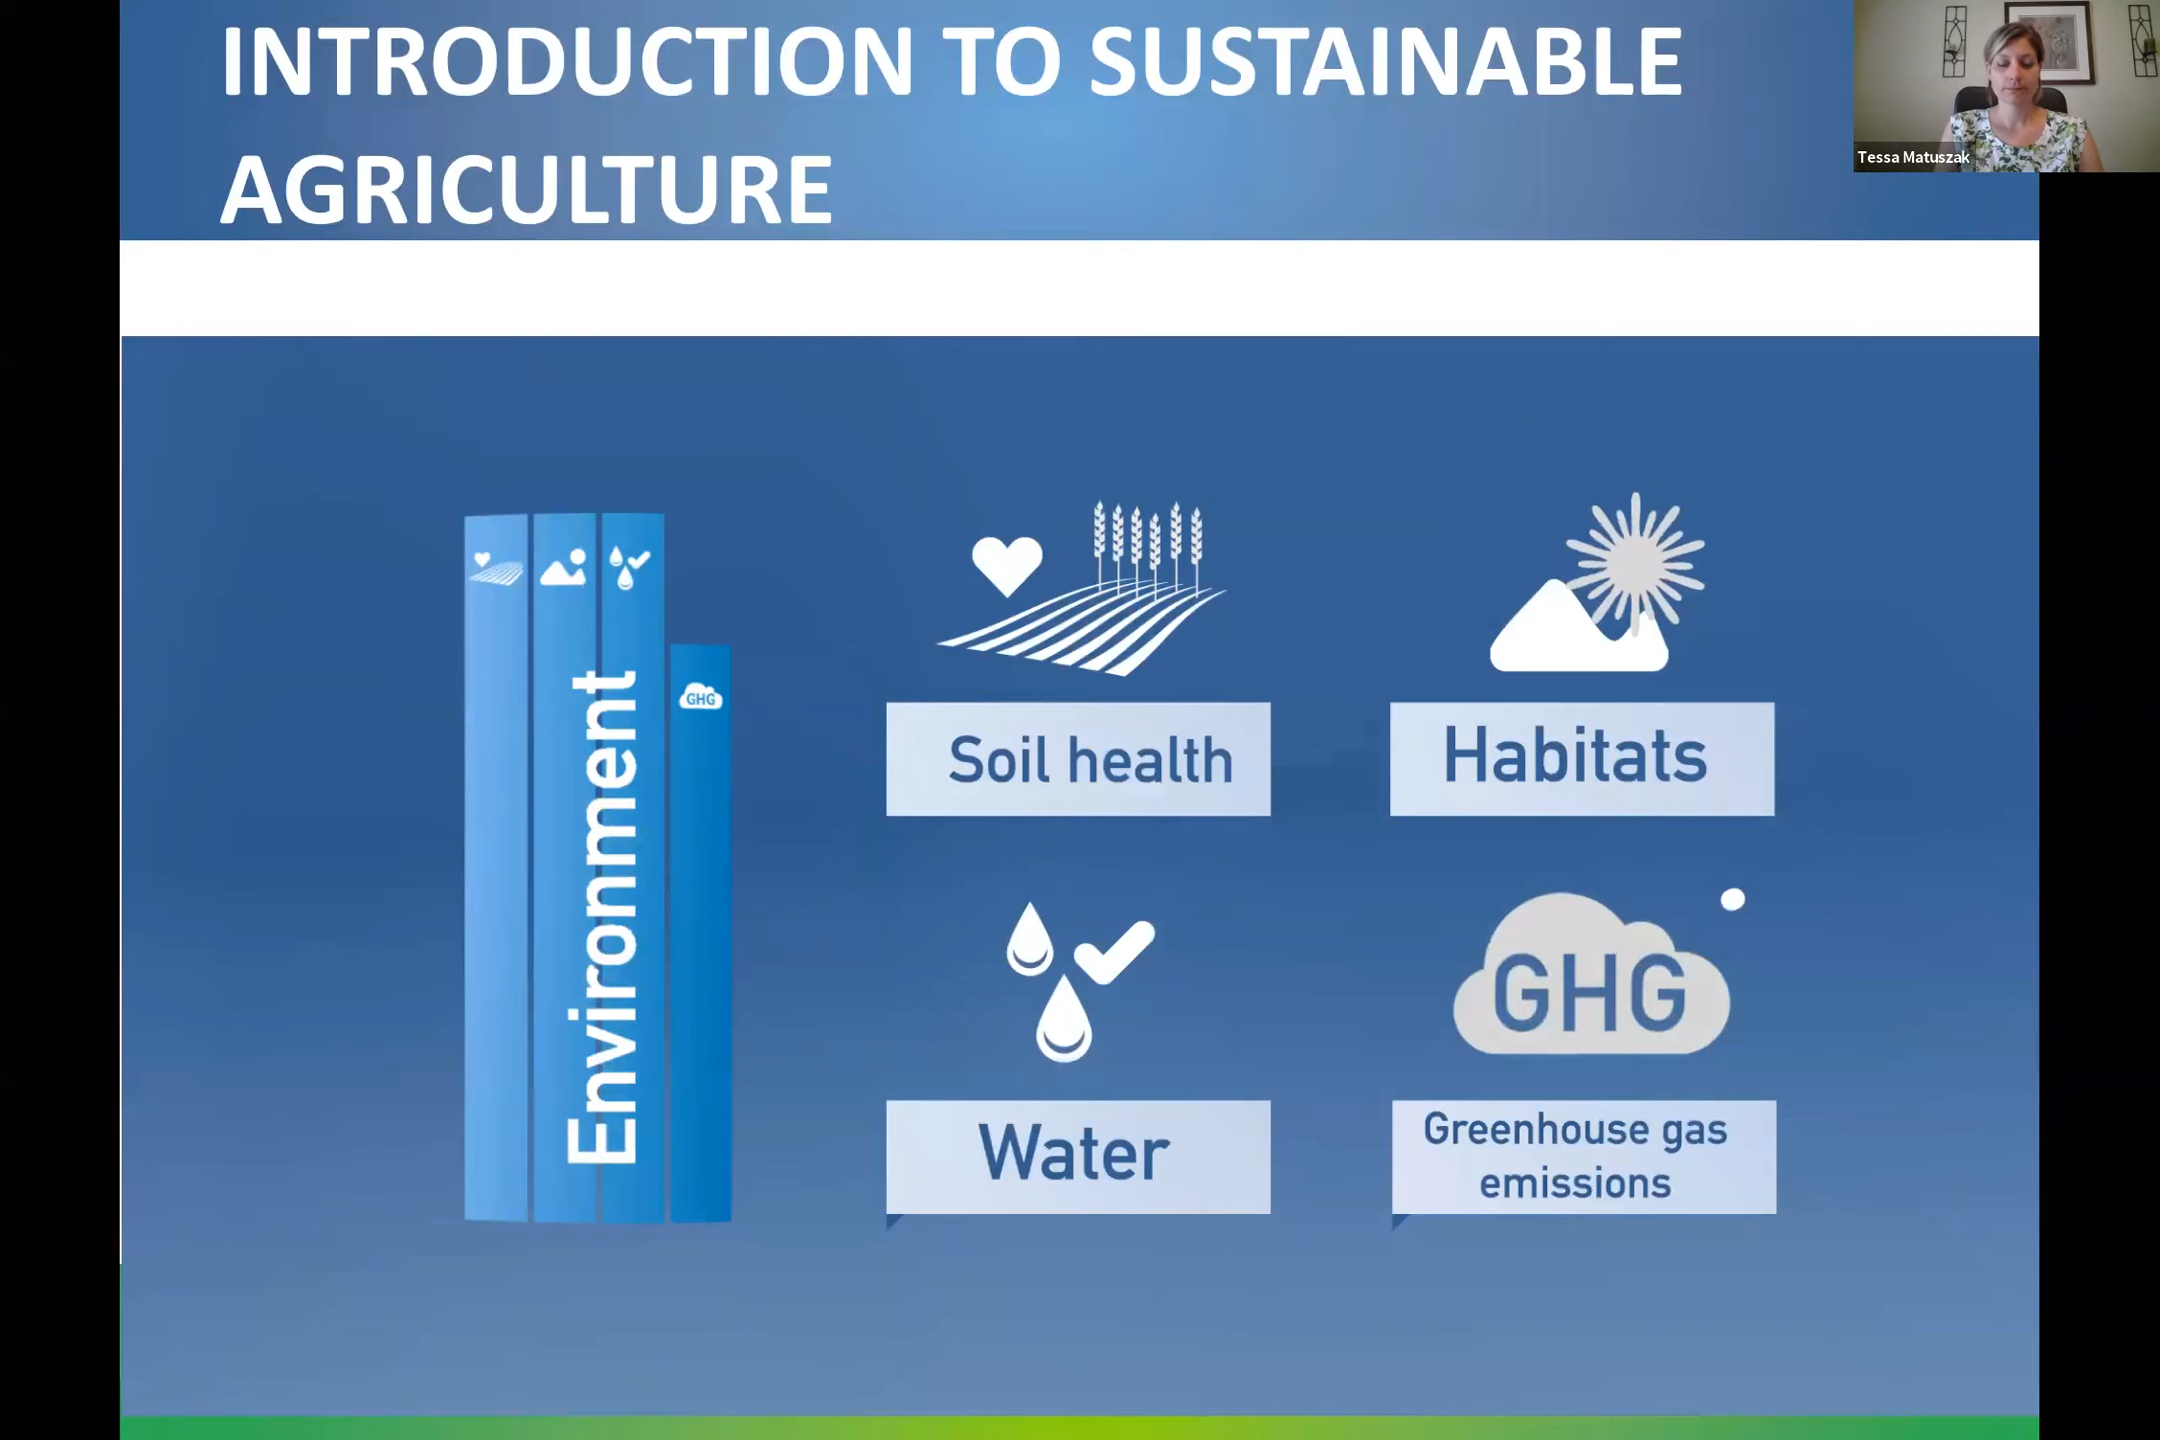 INTRODUCTION TO SUSTAINABLE
AGRICULTURE
Tessa Matuszak
GHG
Environment
Soil health
Habitats
GHG
Water
Greenhouse gas
emissions